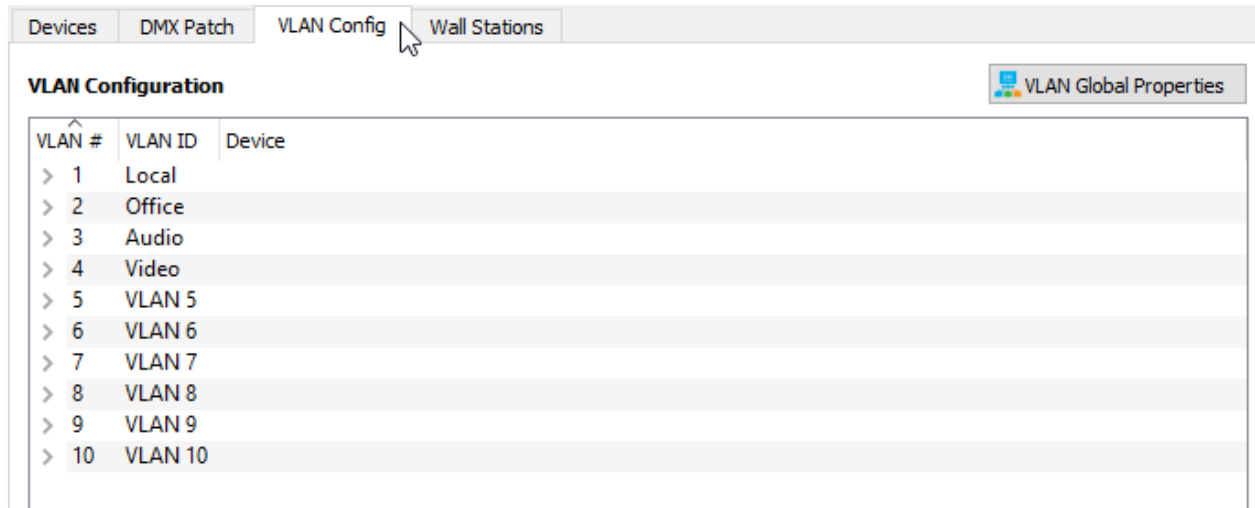 Devices DMX Patch VLAN Config Wall Stations
VLAN Configuration VLAN Global Properties
VLAN # VLAN ID Device
1 Local
2 Office
3 Audio
4 Video
5 VLAN 5
6 VLAN 6
7 VLAN 7
8 VLAN 8
9 VLAN 9
10 VLAN 10